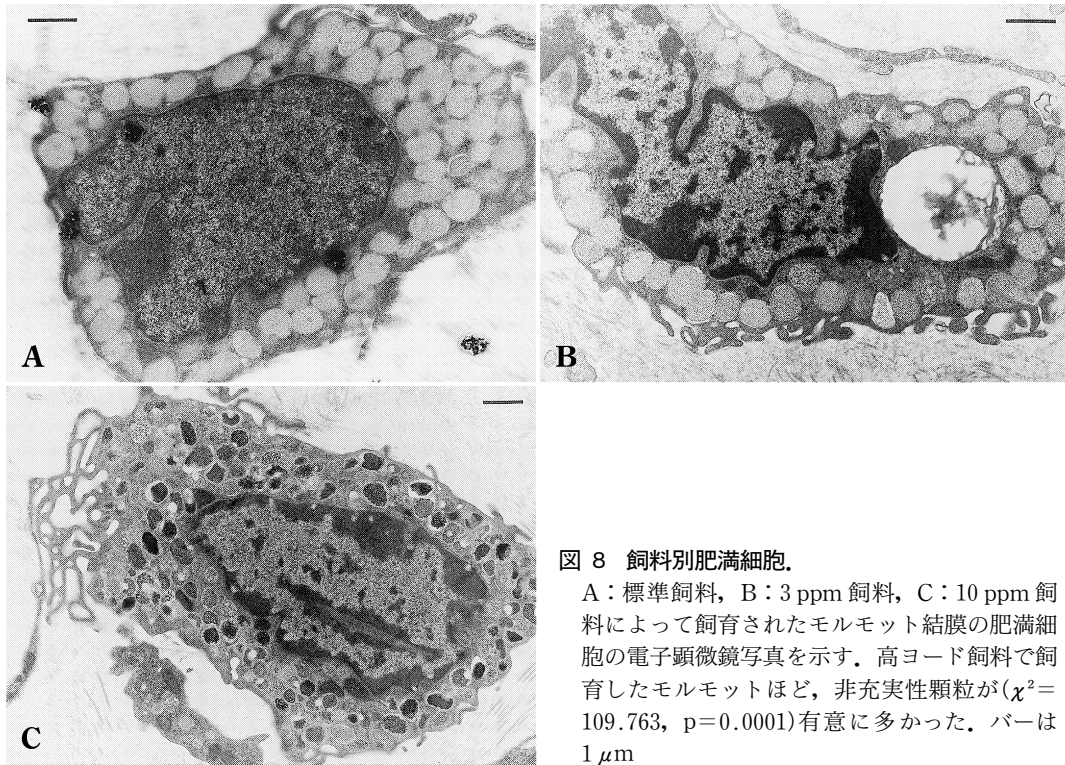 A
B
C
図 8 飼料別肥満細胞.
A：標準飼料，B：3 ppm 飼料，C：10 ppm 飼
料によって飼育されたモルモット結膜の肥満細
胞の電子顕微鏡写真を示す．高ヨード飼料で飼
育したモルモットほど，非充実性顆粒が(χ²＝
109.763，p＝0.0001)有意に多かった．バーは
1 μm